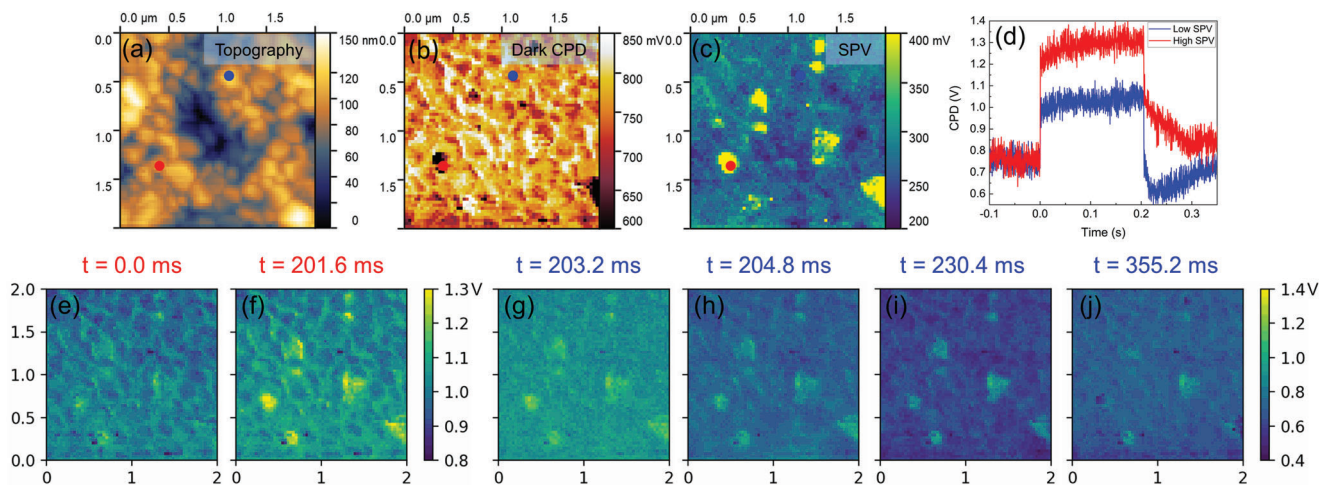 0.0 µm 0.5 1.0 1.5
(a) Topography
150 nm
120
100
80
60
40
20
0
0.0 µm 0.5 1.0 1.5
0.0
0.5
1.0
1.5
(b) Dark CPD
850 mV
800
750
700
650
600
0.0 µm 0.5 1.0 1.5
0.0
0.5
1.0
1.5
(c) SPV
400 mV
350
300
250
200
0.0
0.5
1.0
1.5
(d)
Low SPV
High SPV
1.4
1.3
1.2
1.1
1.0
0.9
0.8
0.7
0.6
CPD (V)
-0.1 0.0 0.1 0.2 0.3
Time (s)
t = 0.0 ms t = 201.6 ms t = 203.2 ms t = 204.8 ms t = 230.4 ms t = 355.2 ms
(e) (f) (g) (h) (i) (j)
2.0
1.5
1.0
0.5
0.0
1.3V
1.2
1.1
1.0
0.9
0.8
1.4V
1.2
1.0
0.8
0.6
0.4
0 1 2 0 1 2 0 1 2 0 1 2 0 1 2 0 1 2